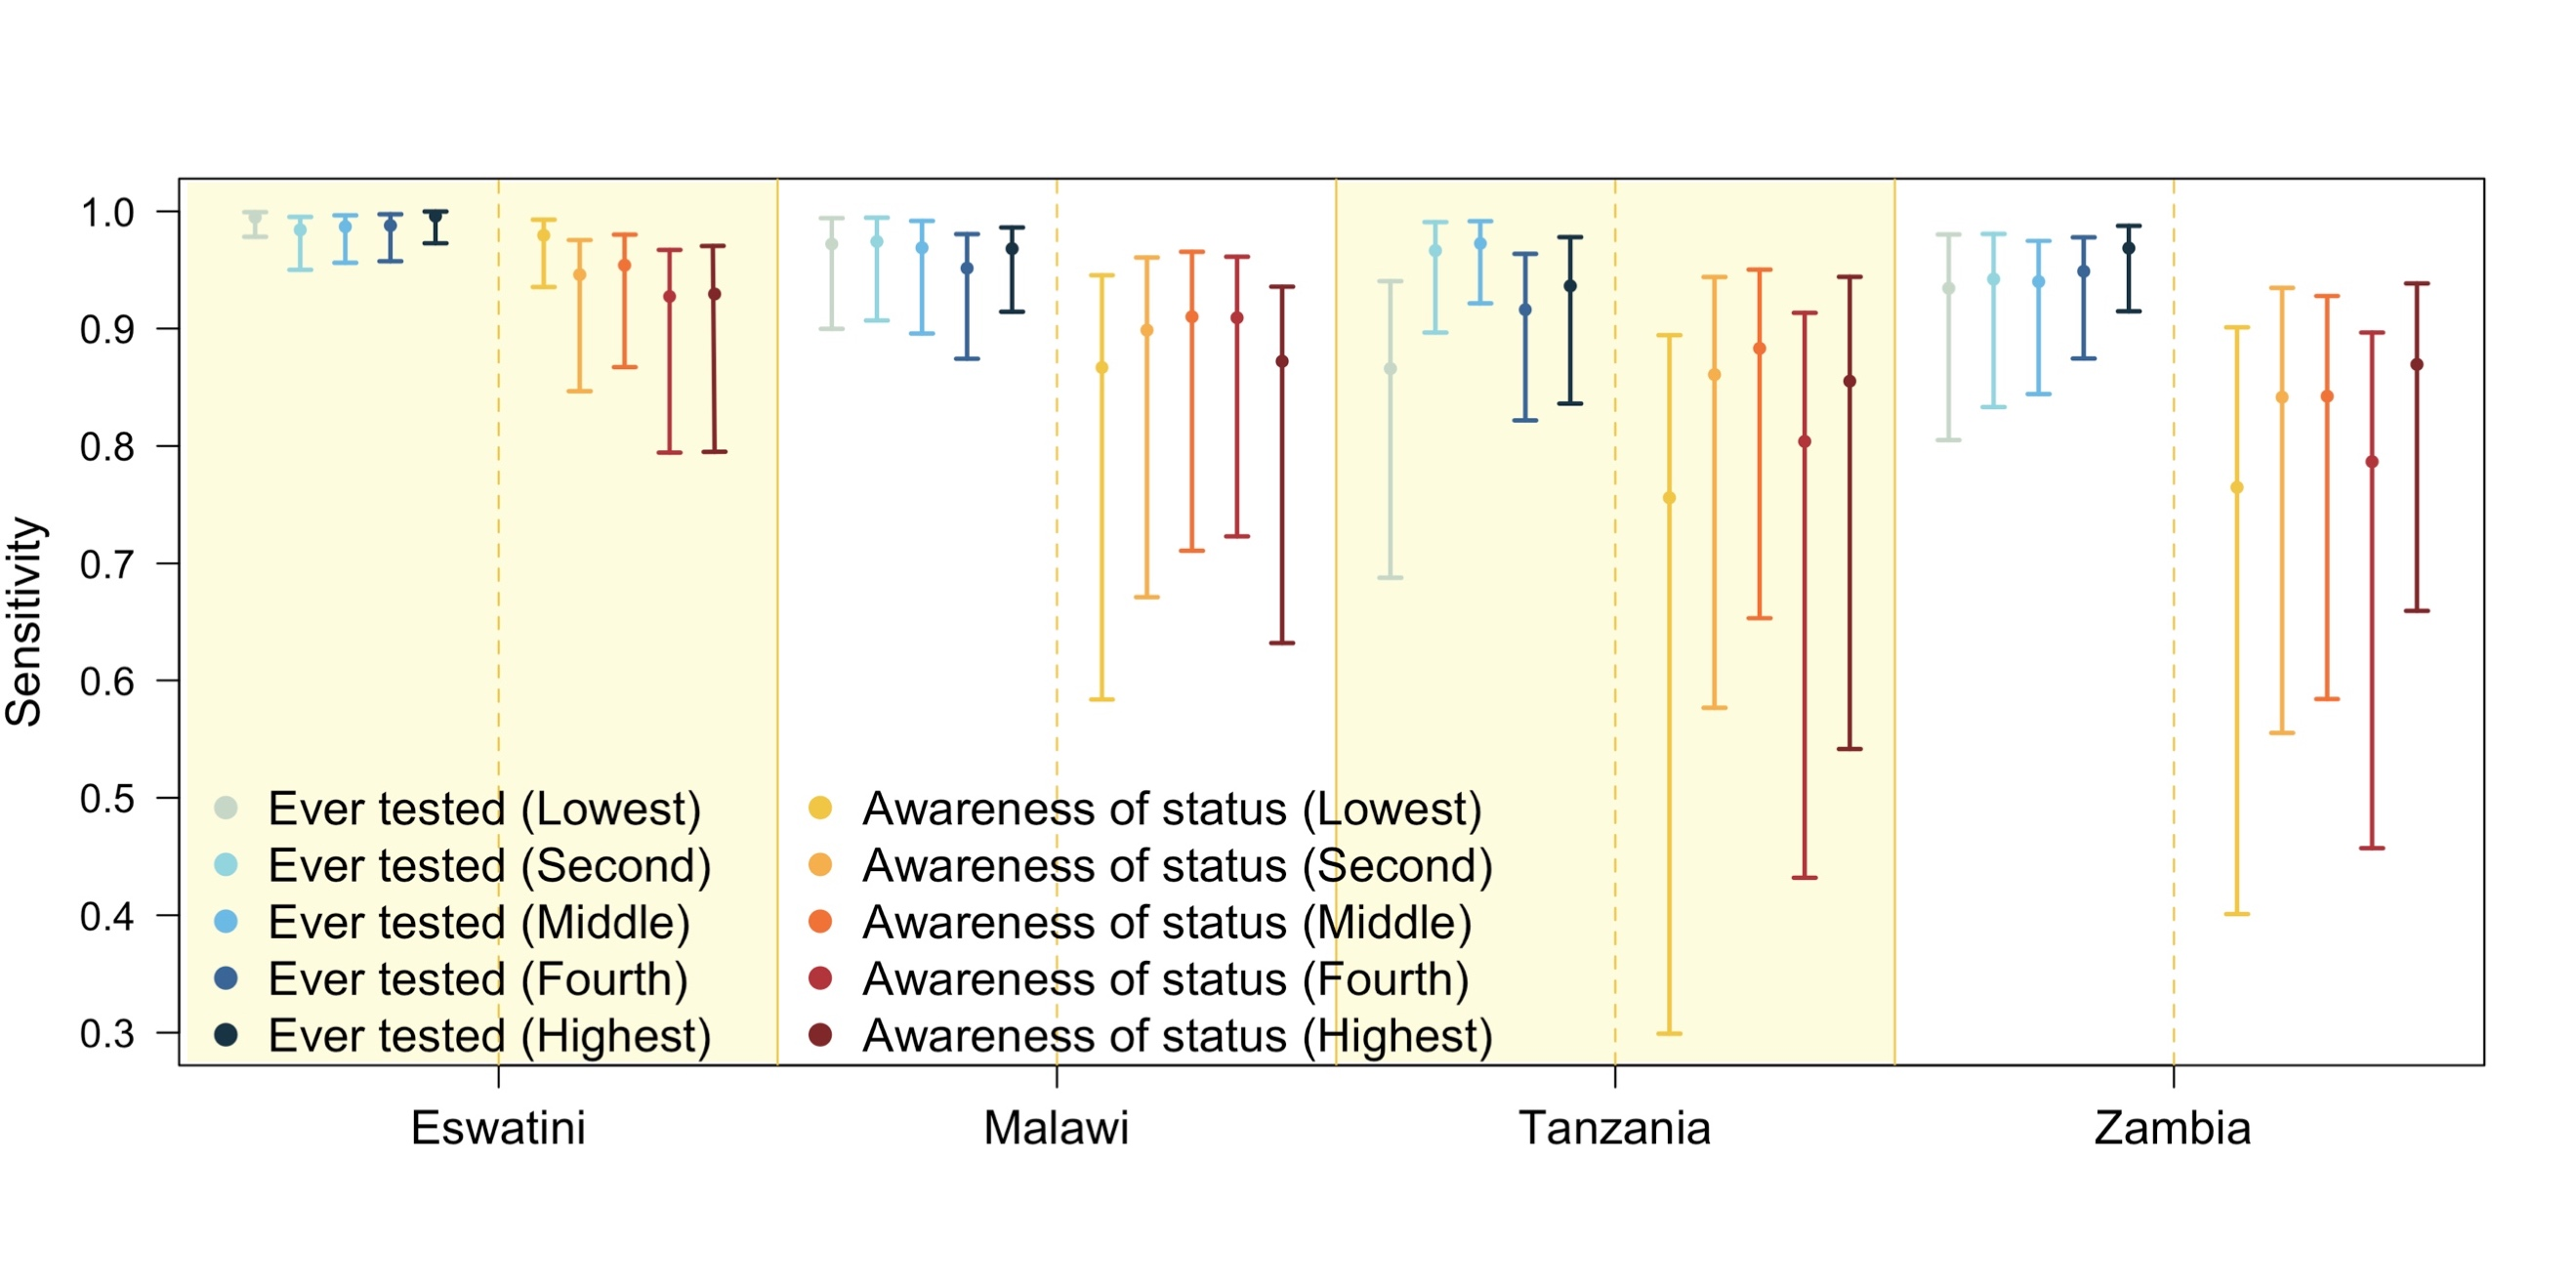 1.0
0.9
0.8
0.7
0.6
0.5
0.4
0.3
Sensitivity
Ever tested (Lowest)
Ever tested (Second)
Ever tested (Middle)
Ever tested (Fourth)
Ever tested (Highest)
Awareness of status (Lowest)
Awareness of status (Second)
Awareness of status (Middle)
Awareness of status (Fourth)
Awareness of status (Highest)
Eswatini
Malawi
Tanzania
Zambia